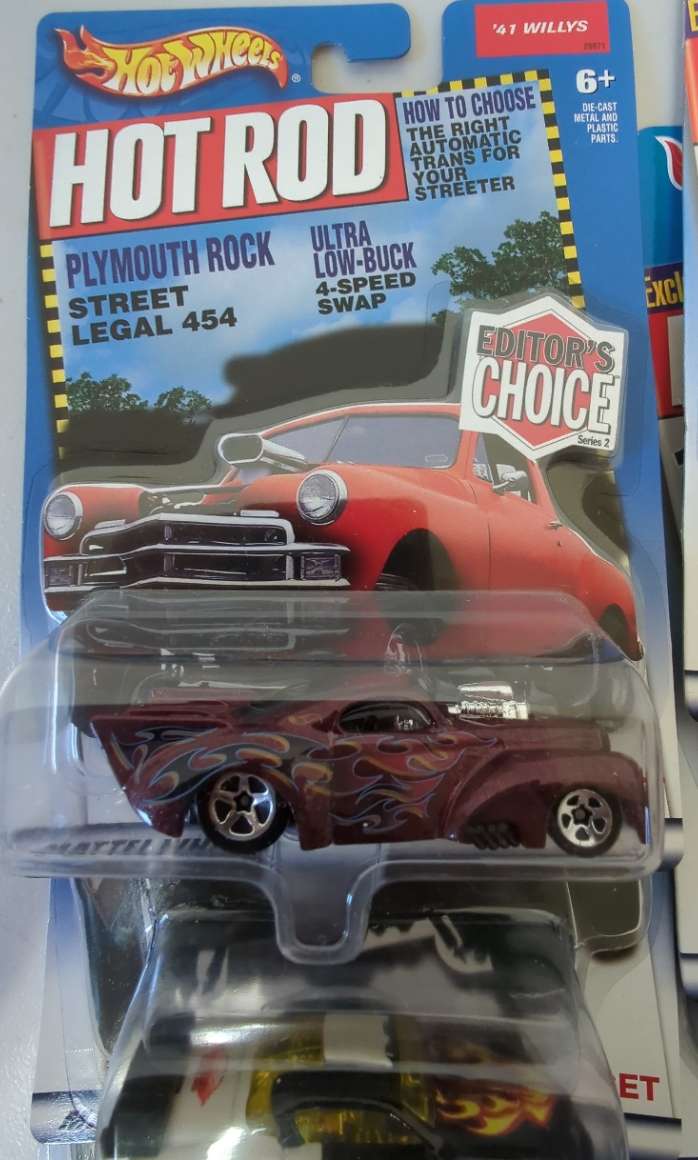 Hot Wheels®
'41 WILLYS
6+
DIE-CAST
METAL AND
PLASTIC
PARTS.
HOT ROD
HOW TO CHOOSE
THE RIGHT
AUTOMATIC
TRANS FOR
YOUR
STREETER
PLYMOUTH ROCK
STREET
LEGAL 454
ULTRA
LOW-BUCK
4-SPEED
SWAP
EDITOR'S
CHOICE
Series 2